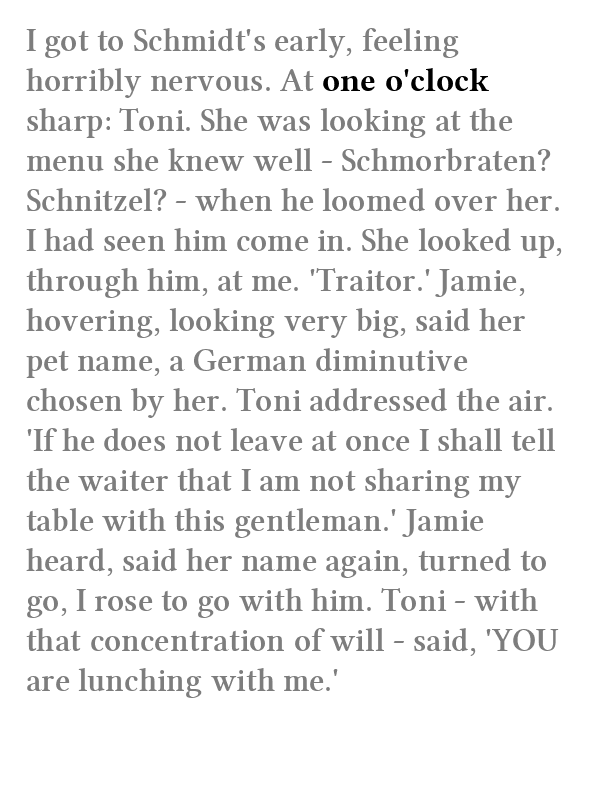 I got to Schmidt's early, feeling
horribly nervous. At one o'clock
sharp: Toni. She was looking at the
menu she knew well - Schmorbraten?
Schnitzel? - when he loomed over her.
I had seen him come in. She looked up,
through him, at me. 'Traitor.' Jamie,
hovering, looking very big, said her
pet name, a German diminutive
chosen by her. Toni addressed the air.
'If he does not leave at once I shall tell
the waiter that I am not sharing my
table with this gentleman.' Jamie
heard, said her name again, turned to
go, I rose to go with him. Toni - with
that concentration of will - said, 'YOU
are lunching with me.'